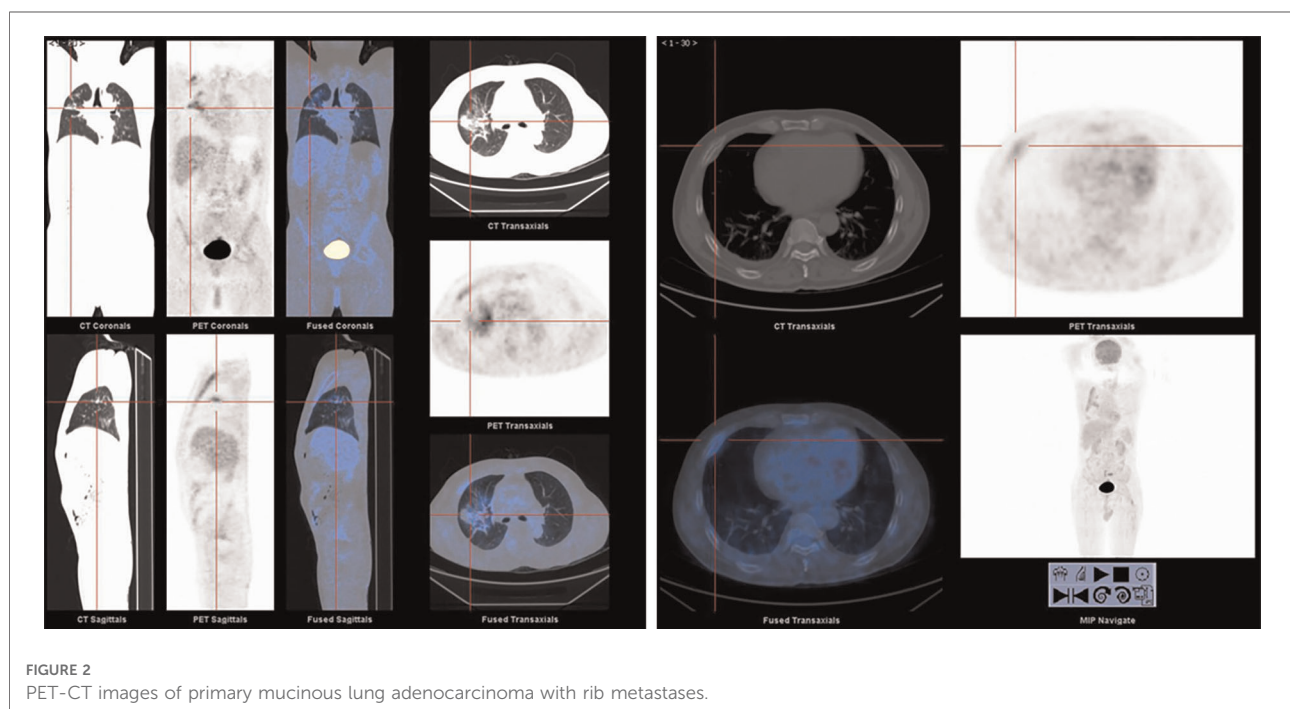 < 1 - 30 >
CT Coronals
PET Coronals
Fused Coronals
CT Transaxials
PET Transaxials
CT Sagittals
PET Sagittals
Fused Sagittals
Fused Transaxials
< 1 - 30 >
CT Transaxials
PET Transaxials
Fused Transaxials
MIP Navigate
FIGURE 2
PET-CT images of primary mucinous lung adenocarcinoma with rib metastases.